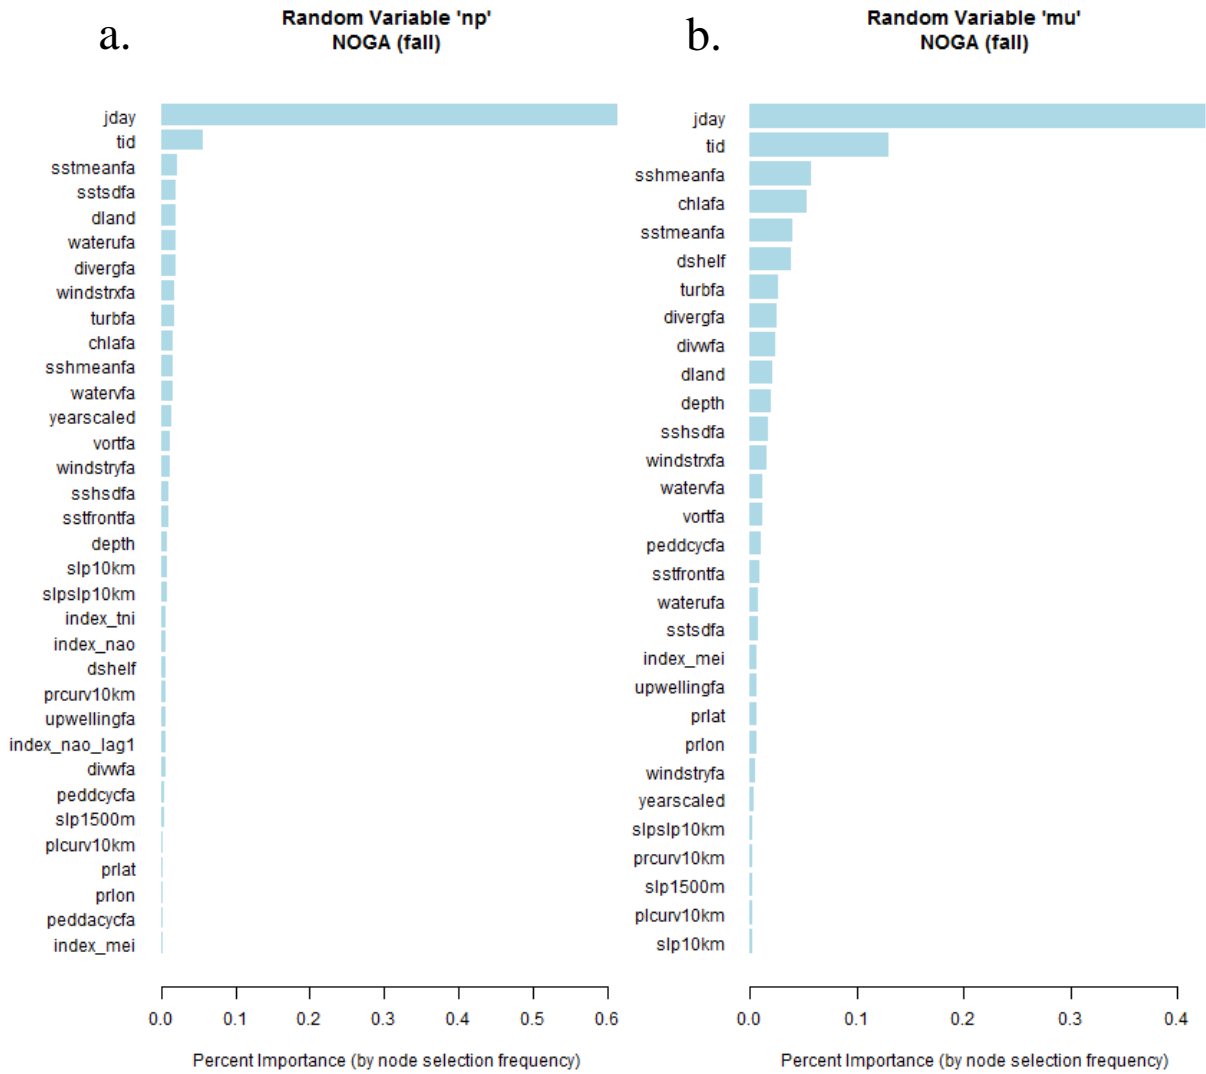 a.
Random Variable 'np'
NOGA (fall)
jday
tid
sstmeanfa
sstsdfa
dland
waterufa
divergfa
windstrxfa
turbfa
chlafa
sshmeanfa
watervfa
yearscaled
vortfa
windstryfa
sshsdfa
sstfrontfa
depth
slp10km
slpslp10km
index_tni
index_nao
dshelf
prcurv10km
upwellingfa
index_nao_lag1
divwfa
peddcycfa
slp1500m
plcurv10km
prlat
prlon
peddacycfa
index_mei
0.0 0.1 0.2 0.3 0.4 0.5 0.6
Percent Importance (by node selection frequency)
b.
Random Variable 'mu'
NOGA (fall)
jday
tid
sshmeanfa
chlafa
sstmeanfa
dshelf
turbfa
divergfa
divwfa
dland
depth
sshsdfa
windstrxfa
watervfa
vortfa
peddcycfa
sstfrontfa
waterufa
sstsdfa
index_mei
upwellingfa
prlat
prlon
windstryfa
yearscaled
slpslp10km
prcurv10km
slp1500m
plcurv10km
slp10km
0.0 0.1 0.2 0.3 0.4
Percent Importance (by node selection frequency)